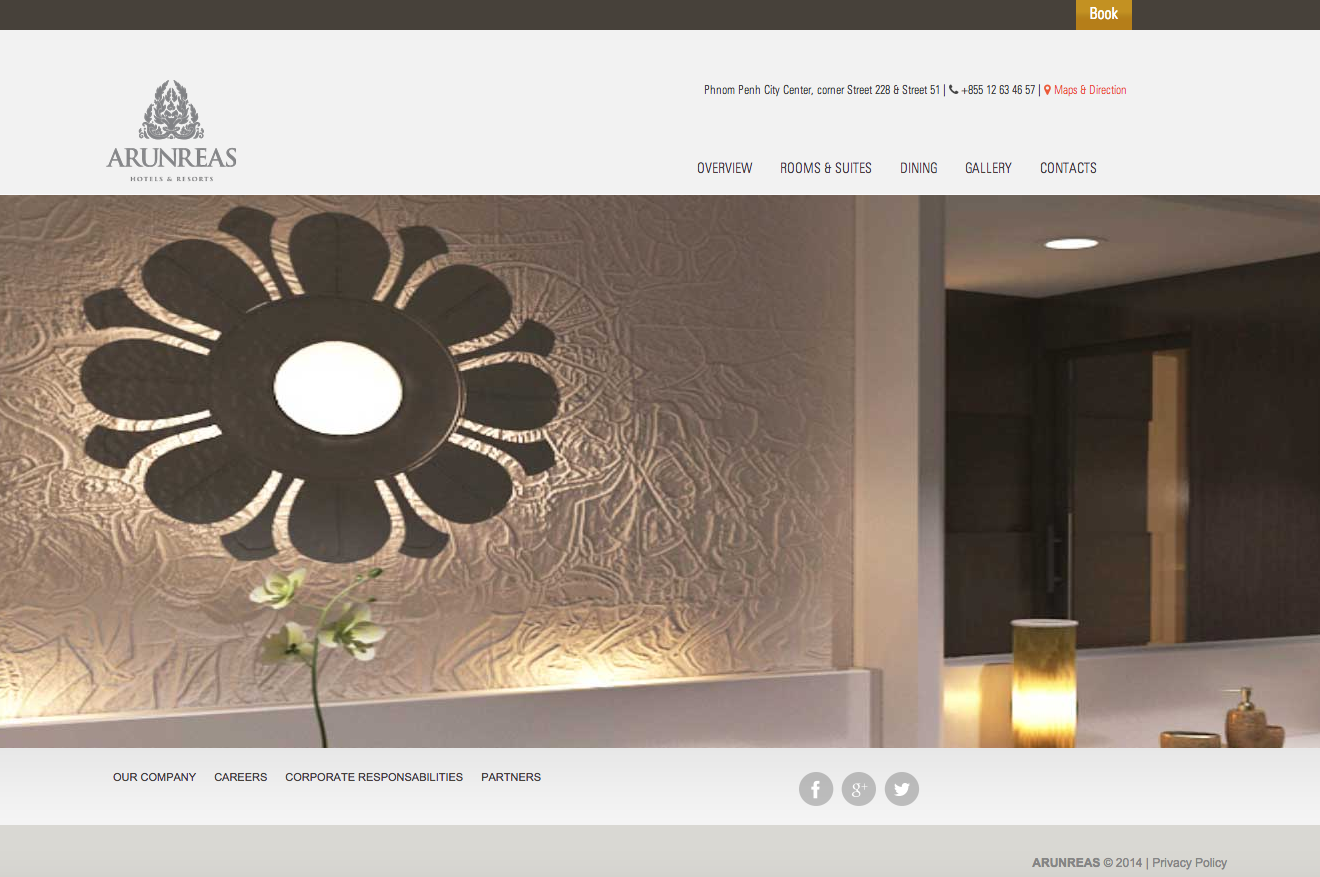 Book
Phnom Penh City Center, corner Street 228 & Street 51 | +855 12 63 46 57 | Maps & Direction
ARUNREAS
HOTELS & RESORTS
OVERVIEW ROOMS & SUITES DINING GALLERY CONTACTS
OUR COMPANY CAREERS CORPORATE RESPONSABILITIES PARTNERS
f g+
ARUNREAS © 2014 | Privacy Policy